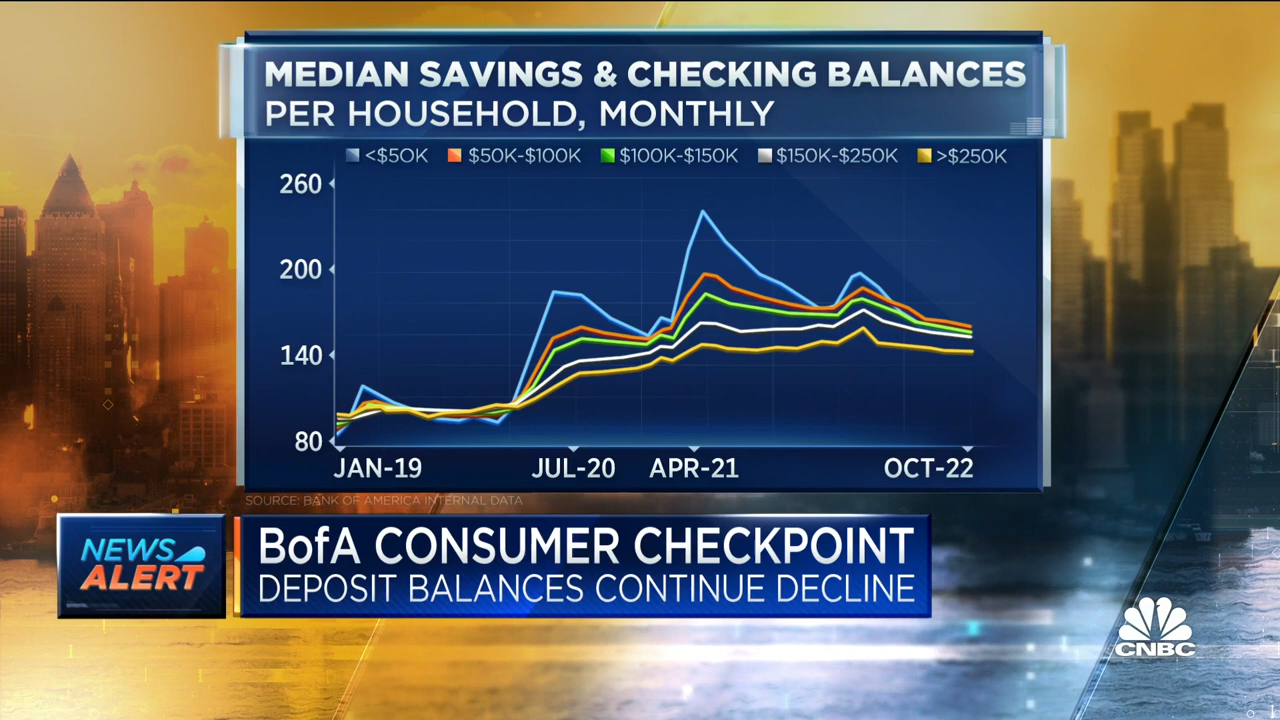 MEDIAN SAVINGS & CHECKING BALANCES
PER HOUSEHOLD, MONTHLY
<$50K $50K-$100K $100K-$150K $150K-$250K >$250K
260
200
140
80
JAN-19 JUL-20 APR-21 OCT-22
SOURCE: BANK OF AMERICA INTERNAL DATA
NEWS
ALERT
BofA CONSUMER CHECKPOINT
DEPOSIT BALANCES CONTINUE DECLINE
CNBC